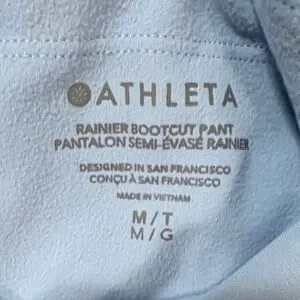 ATHLETA
RAINIER BOOTCUT PANT
PANTALON SEMI-ÉVASÉ RAINIER
DESIGNED IN SAN FRANCISCO
CONÇU À SAN FRANCISCO
MADE IN VIETNAM
M/T
M/G